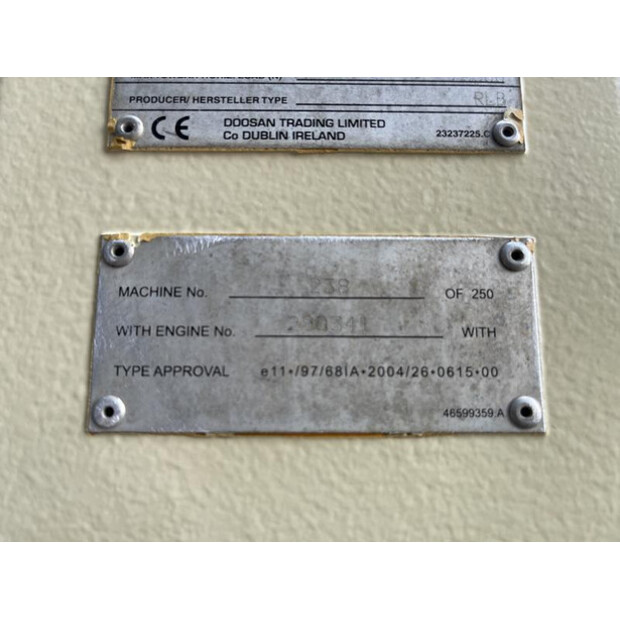 PRODUCER/ HERSTELLER TYPE
CE DOOSAN TRADING LIMITED
Co DUBLIN IRELAND
MACHINE No. 238 OF 250
WITH ENGINE No. WITH
TYPE APPROVAL e11*/97/68IA*2004/26*0615*00
46599359.A